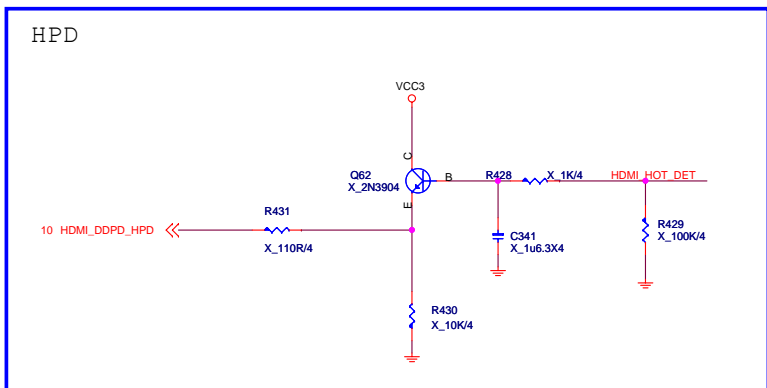 HPD
VCC3
C
Q62
X_2N3904
B
R428
X_1K/4
HDMI_HOT_DET
E
R431
10 HDMI_DDPD_HPD
X_110R/4
C341
X_1u6.3X4
R429
X_100K/4
R430
X_10K/4